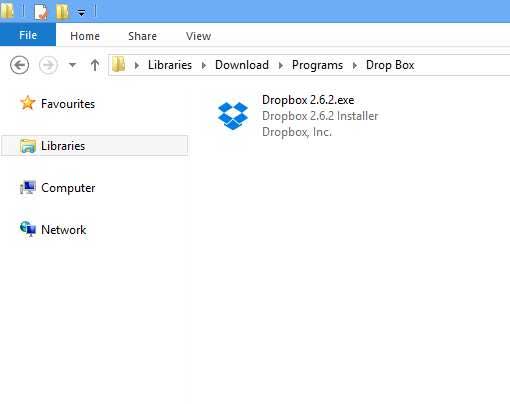 File Home Share View
Libraries Download Programs Drop Box
Favourites
Libraries
Computer
Network
Dropbox 2.6.2.exe
Dropbox 2.6.2 Installer
Dropbox, Inc.